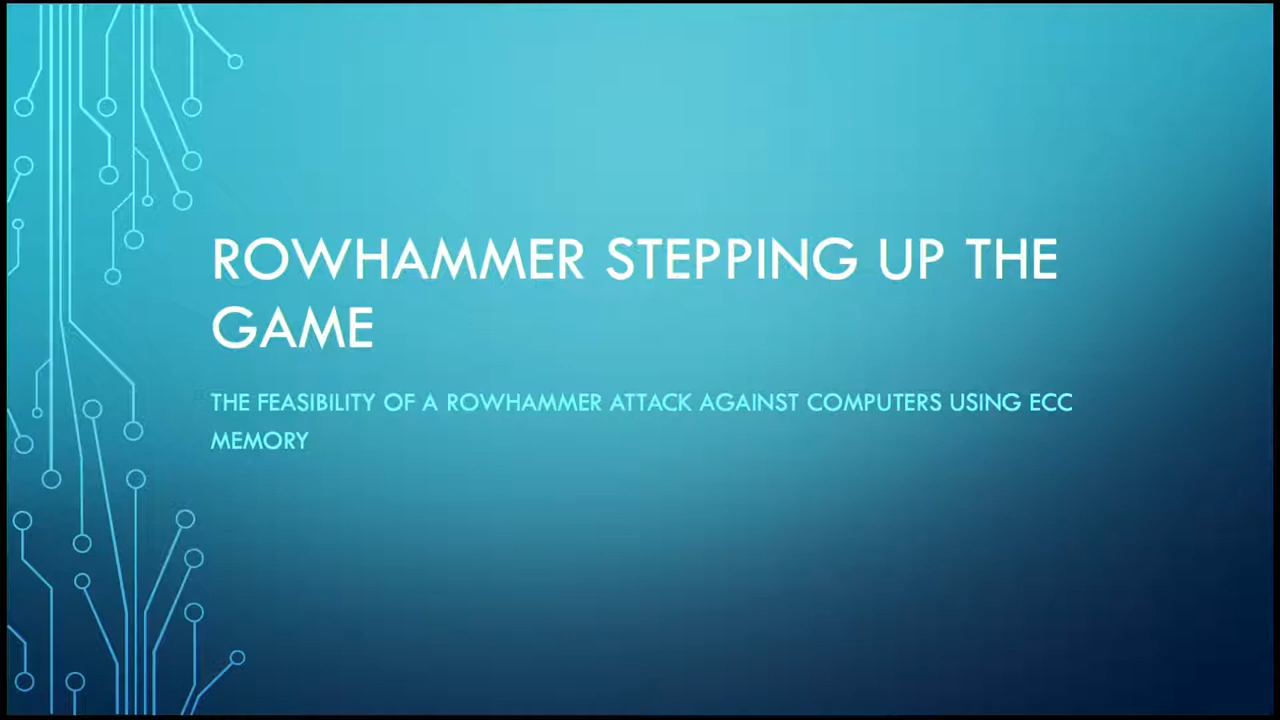 ROWHAMMER STEPPING UP THE
GAME
THE FEASIBILITY OF A ROWHAMMER ATTACK AGAINST COMPUTERS USING ECC
MEMORY